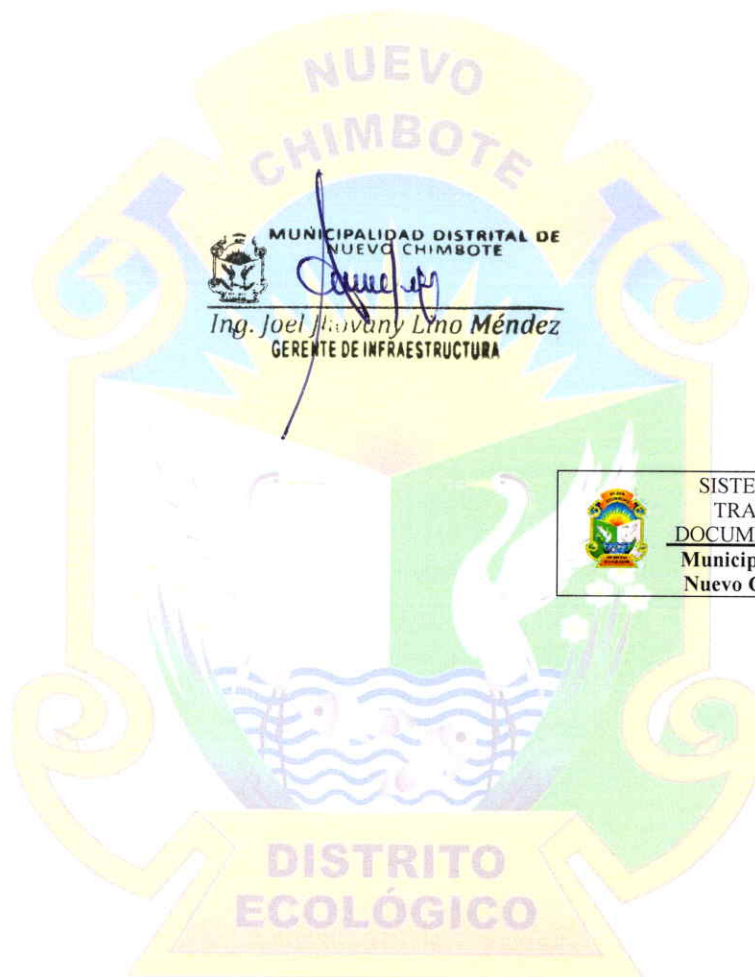 NUEVO
CHIMBOTE
MUNICIPALIDAD DISTRITAL DE
NUEVO CHIMBOTE
Ing. Joel Jhovany Lino Méndez
GERENTE DE INFRAESTRUCTURA
SISTE
TRA
DOCUM
Municip
Nuevo C
DISTRITO
ECOLÓGICO